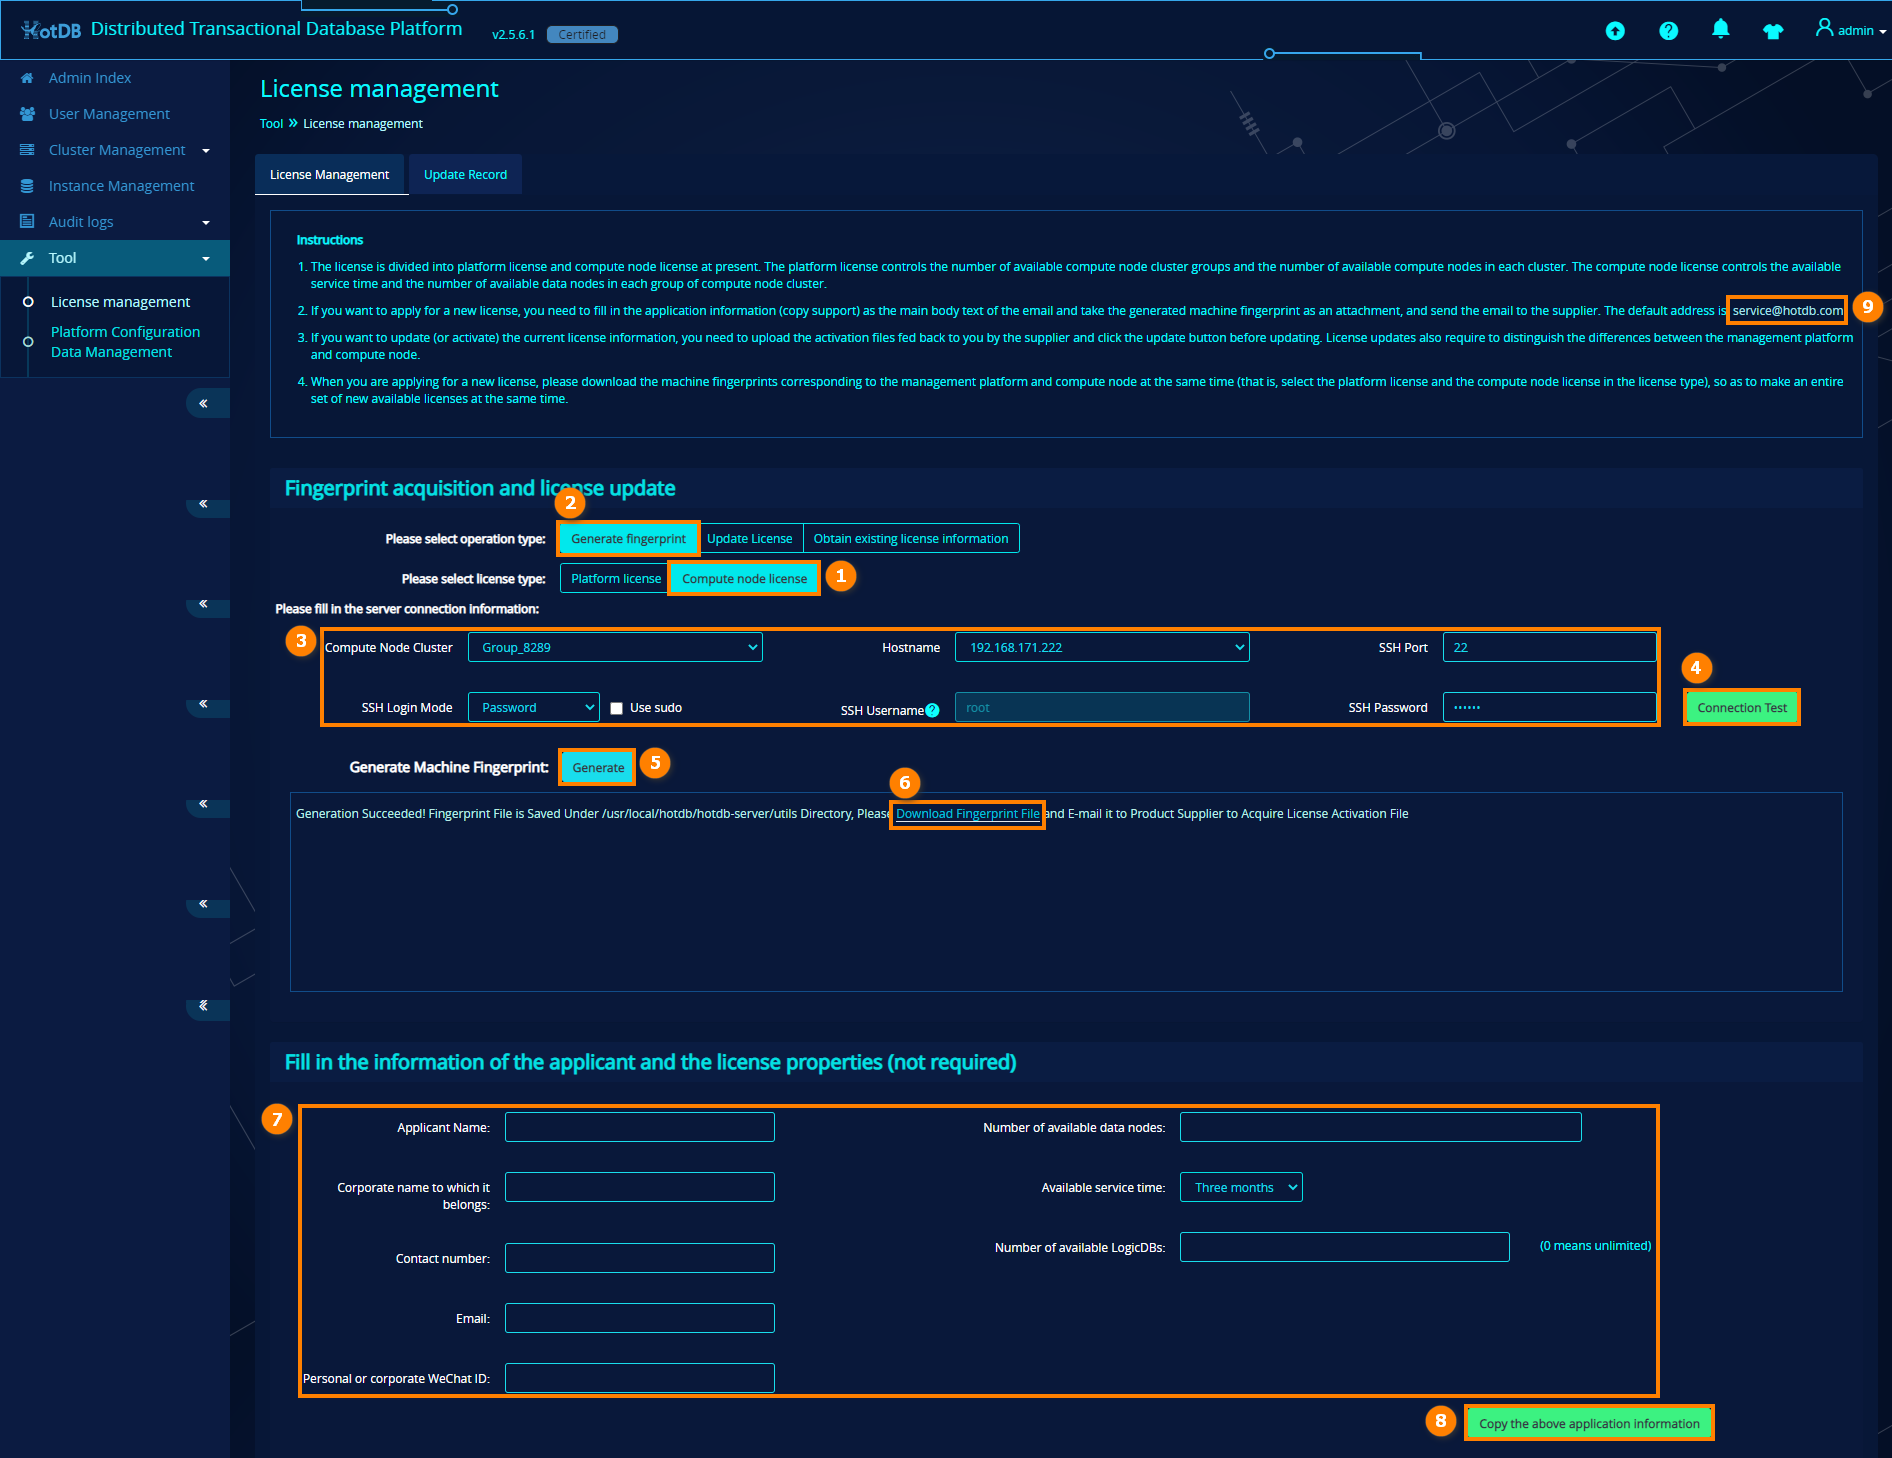 HotDB Distributed Transactional Database Platform v2.5.6.1 Certified admin
Admin Index
User Management
Cluster Management
Instance Management
Audit logs
Tool
License management
Platform Configuration
Data Management
License management
Tool » License management
License Management Update Record
Instructions
1. The license is divided into platform license and compute node license at present. The platform license controls the number of available compute node cluster groups and the number of available compute nodes in each cluster. The compute node license controls the available
service time and the number of available data nodes in each group of compute node cluster.
2. If you want to apply for a new license, you need to fill in the application information (copy support) as the main body text of the email and take the generated machine fingerprint as an attachment, and send the email to the supplier. The default address is service@hotdb.com 9
3. If you want to update (or activate) the current license information, you need to upload the activation files fed back to you by the supplier and click the update button before updating. License updates also require to distinguish the differences between the management platform
and compute node.
4. When you are applying for a new license, please download the machine fingerprints corresponding to the management platform and compute node at the same time (that is, select the platform license and the compute node license in the license type), so as to make an entire
set of new available licenses at the same time.
Fingerprint acquisition and license update
2
Please select operation type: Generate fingerprint Update License Obtain existing license information
Please select license type: Platform license Compute node license 1
Please fill in the server connection information:
3 Compute Node Cluster Group_8289 Hostname 192.168.171.222 SSH Port 22
4
SSH Login Mode Password Use sudo SSH Username ? root SSH Password •••••• Connection Test
Generate Machine Fingerprint: Generate 5
6
Generation Succeeded! Fingerprint File is Saved Under /usr/local/hotdb/hotdb-server/utils Directory, Please Download Fingerprint File and E-mail it to Product Supplier to Acquire License Activation File
Fill in the information of the applicant and the license properties (not required)
7
Applicant Name: Number of available data nodes:
Corporate name to which it
belongs:
Available service time: Three months
Contact number: Number of available LogicDBs: (0 means unlimited)
Email:
Personal or corporate WeChat ID:
8 Copy the above application information